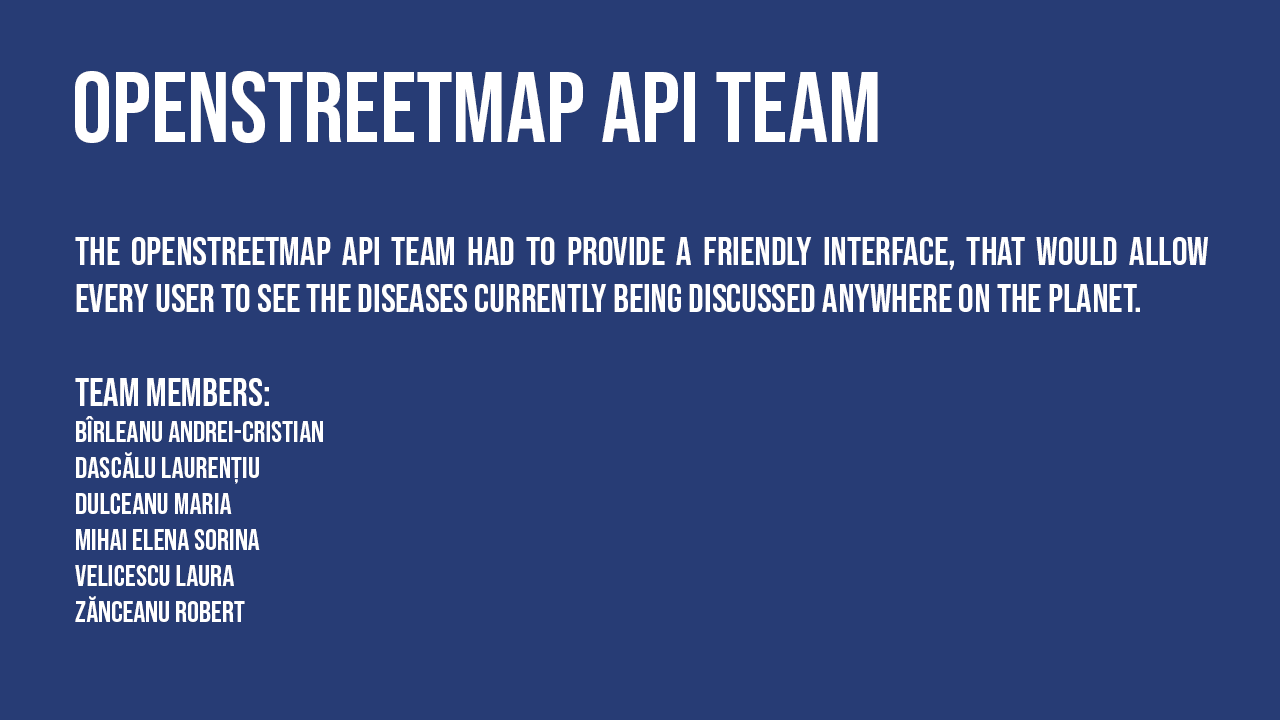 OPENSTREETMAP API TEAM
THE OPENSTREETMAP API TEAM HAD TO PROVIDE A FRIENDLY INTERFACE, THAT WOULD ALLOW
EVERY USER TO SEE THE DISEASES CURRENTLY BEING DISCUSSED ANYWHERE ON THE PLANET.
TEAM MEMBERS:
BÎRLEANU ANDREI-CRISTIAN
DASCĂLU LAURENȚIU
DULCEANU MARIA
MIHAI ELENA SORINA
VELICESCU LAURA
ZĂNCEANU ROBERT